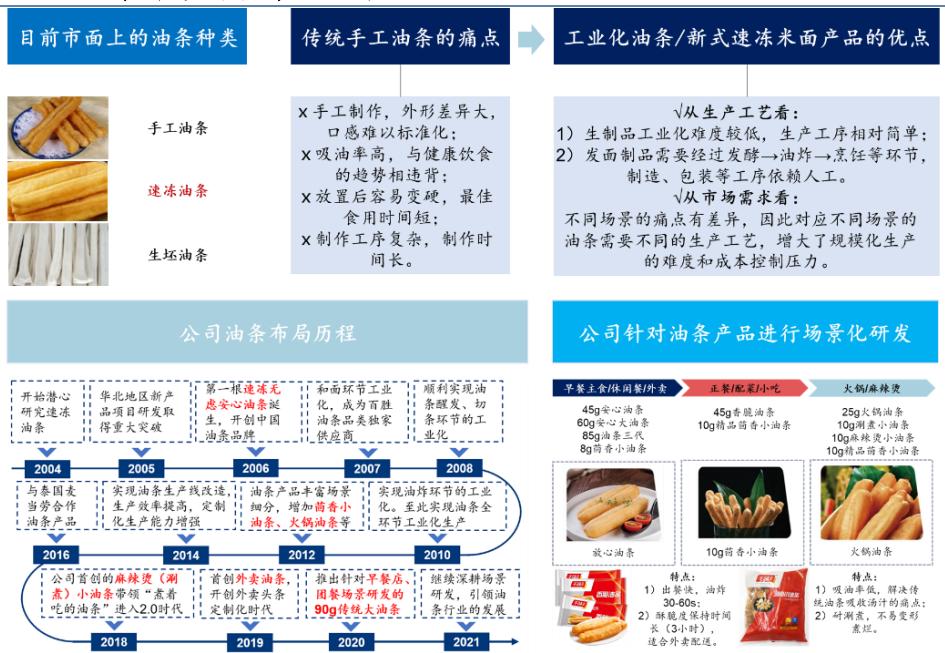 目前市面上的油条种类
手工油条
速冻油条
生坯油条
传统手工油条的痛点
x 手工制作，外形差异大，
口感难以标准化；
x 吸油率高，与健康饮食
的趋势相违背；
x 放置后容易变硬，最佳
食用时间短；
x 制作工序复杂，制作时
间长。
工业化油条/新式速冻米面产品的优点
√从生产工艺看：
1）生制品工业化难度较低，生产工序相对简单；
2）发面制品需要经过发酵→油炸→烹饪等环节，
制造、包装等工序依赖人工。
√从市场需求看：
不同场景的痛点有差异，因此对应不同场景的
油条需要不同的生产工艺，增大了规模化生产
的难度和成本控制压力。
公司油条布局历程
开始潜心
研究速冻
油条
华北地区新产
品项目研发取
得重大突破
第一根速冻无
虑安心油条诞
生，开创中国
油条品牌
和面环节工业
化，成为百胜
油条品类独家
供应商
顺利实现油
条醒发、切
条环节的工
业化
2004
2005
2006
2007
2008
与泰国麦
当劳合作
油条产品
实现油条生产线改造，
生产效率提高，定制
化生产能力增强
油条产品丰富场景
细分，增加茴香小
油条、火锅油条等
实现油炸环节的工业
化。至此实现油条全
环节工业化生产
2016
2014
2012
2010
公司首创的麻辣烫（涮
煮）小油条带领“煮着
吃的油条”进入2.0时代
首创外卖油条，
开创外卖头条
定制化时代
推出针对早餐店、
团餐场景研发的
90g传统大油条
继续深耕场景
研发，引领油
条行业的发展
2018
2019
2020
2021
公司针对油条产品进行场景化研发
早餐主食/休闲餐/外卖
正餐/配菜/小吃
火锅/麻辣烫
45g安心油条
60g安心大油条
85g油条三代
8g茴香小油条
45g香脆油条
10g精品茴香小油条
25g火锅油条
10g涮煮小油条
10g麻辣烫小油条
10g精品茴香小油条
放心油条
10g茴香小油条
火锅油条
特点：
1）出餐快，油炸
30-60s；
2）酥脆度保持时间
长（3小时），
适合外卖配送。
特点：
1）吸油率低，解决传
统油条吸收汤汁的痛点；
2）耐涮煮，不易变形
煮烂。